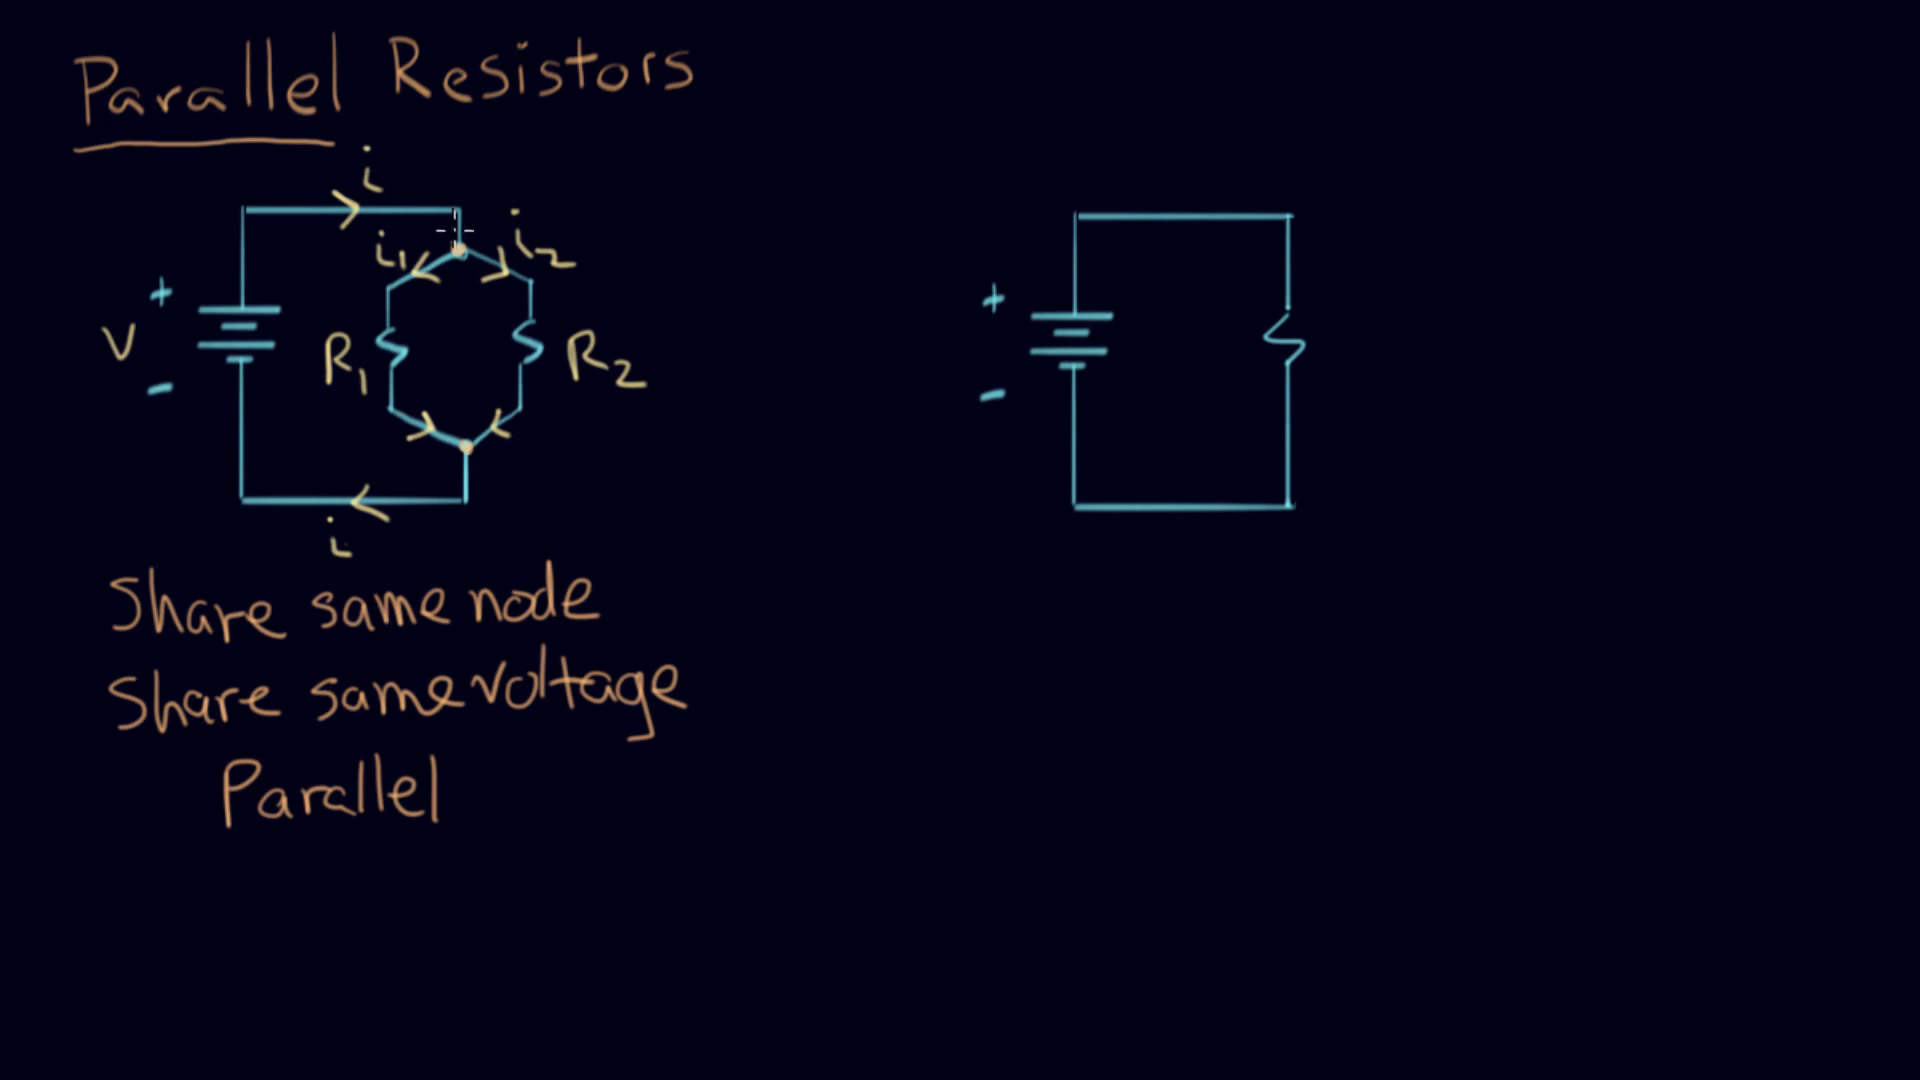 Parallel Resistors
i
i₁ i₂
+
V R₁ R₂
-
i
+
-
Share same node
Share same voltage
Parallel